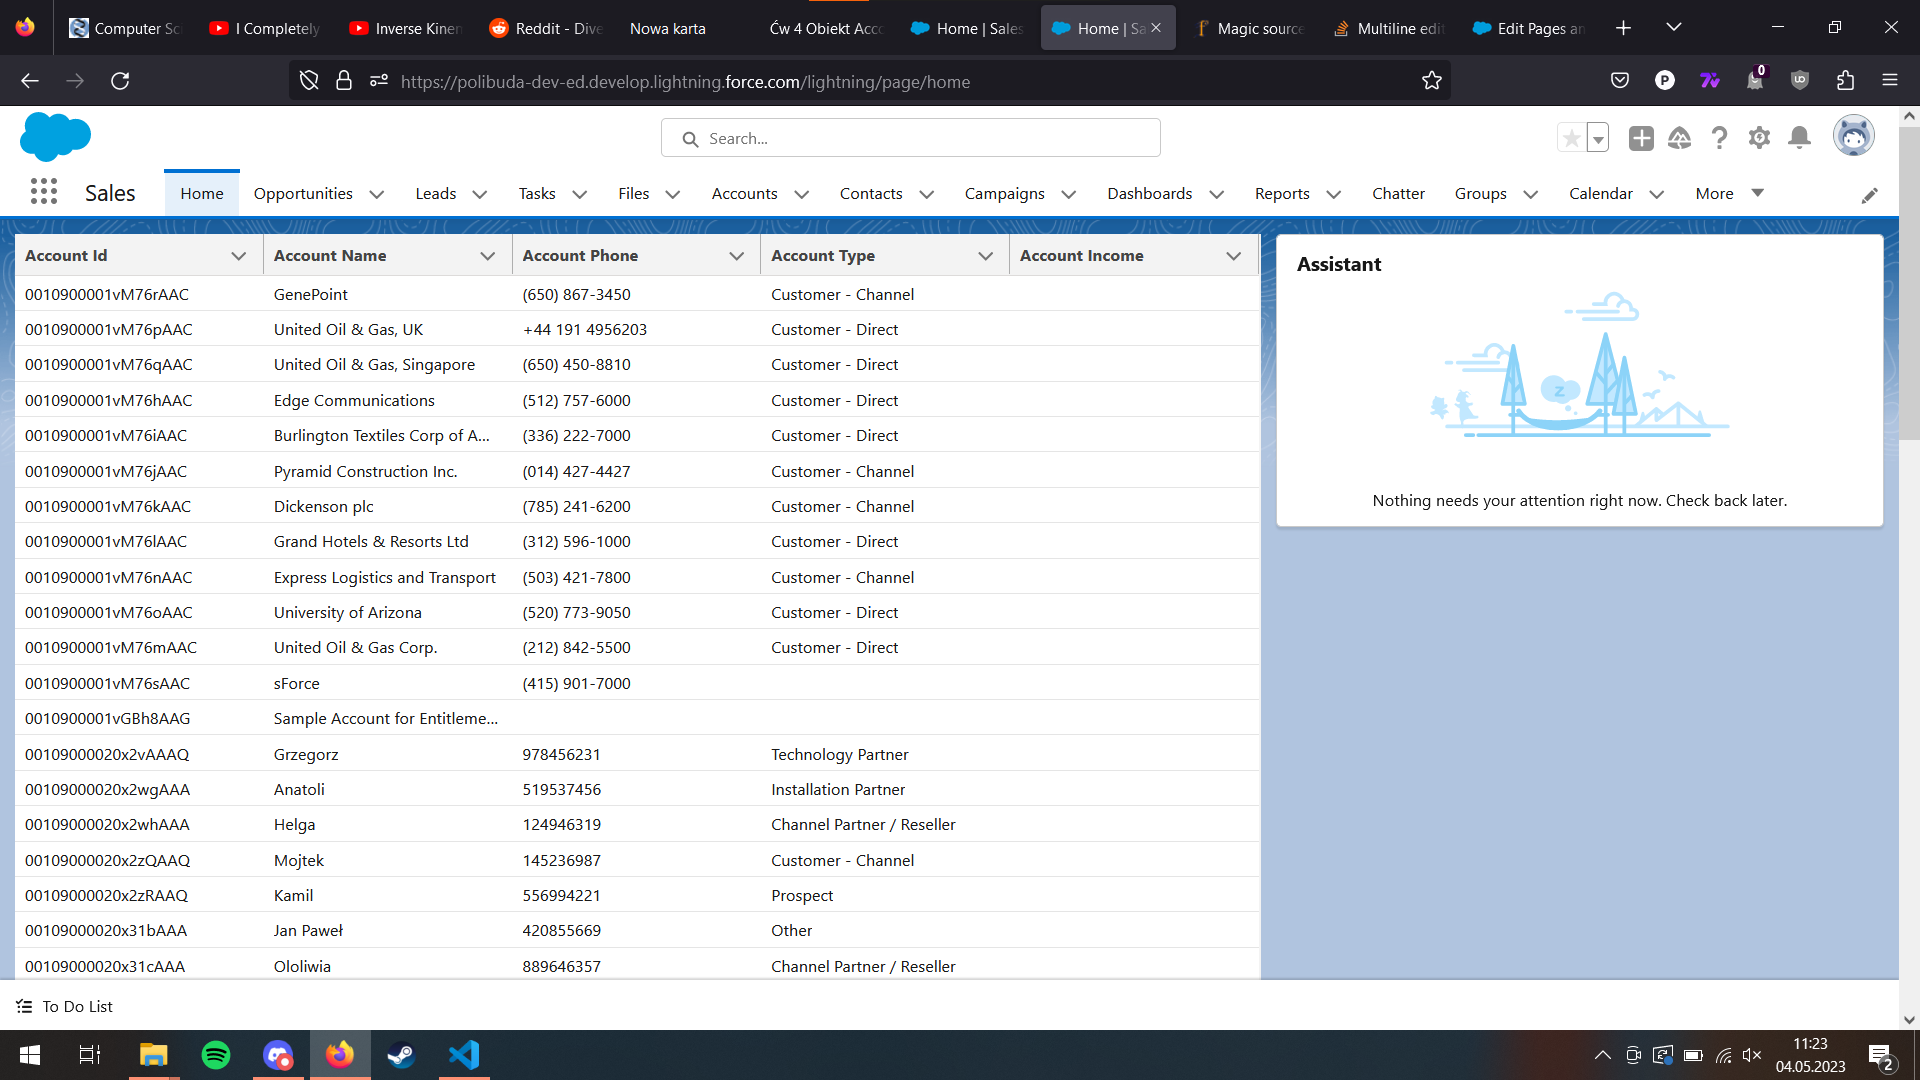 Computer Sc
I Completely
Inverse Kinen
Reddit - Dive
Nowa karta
Ćw 4 Obiekt Acco
Home | Sales
Home | Sa
Magic source
Multiline edit
Edit Pages an
https://polibuda-dev-ed.develop.lightning.force.com/lightning/page/home
0
Search...
Sales
Home
Opportunities
Leads
Tasks
Files
Accounts
Contacts
Campaigns
Dashboards
Reports
Chatter
Groups
Calendar
More
Account Id Account Name Account Phone Account Type Account Income
0010900001vM76rAAC GenePoint (650) 867-3450 Customer - Channel
0010900001vM76pAAC United Oil & Gas, UK +44 191 4956203 Customer - Direct
0010900001vM76qAAC United Oil & Gas, Singapore (650) 450-8810 Customer - Direct
0010900001vM76hAAC Edge Communications (512) 757-6000 Customer - Direct
0010900001vM76iAAC Burlington Textiles Corp of A... (336) 222-7000 Customer - Direct
0010900001vM76jAAC Pyramid Construction Inc. (014) 427-4427 Customer - Channel
0010900001vM76kAAC Dickenson plc (785) 241-6200 Customer - Channel
0010900001vM76lAAC Grand Hotels & Resorts Ltd (312) 596-1000 Customer - Direct
0010900001vM76nAAC Express Logistics and Transport (503) 421-7800 Customer - Channel
0010900001vM76oAAC University of Arizona (520) 773-9050 Customer - Direct
0010900001vM76mAAC United Oil & Gas Corp. (212) 842-5500 Customer - Direct
0010900001vM76sAAC sForce (415) 901-7000
0010900001vGBh8AAG Sample Account for Entitleme...
00109000020x2vAAAQ Grzegorz 978456231 Technology Partner
00109000020x2wgAAA Anatoli 519537456 Installation Partner
00109000020x2whAAA Helga 124946319 Channel Partner / Reseller
00109000020x2zQAAQ Mojtek 145236987 Customer - Channel
00109000020x2zRAAQ Kamil 556994221 Prospect
00109000020x31bAAA Jan Paweł 420855669 Other
00109000020x31cAAA Ololiwia 889646357 Channel Partner / Reseller
Assistant
z
Nothing needs your attention right now. Check back later.
To Do List
11:23
04.05.2023
2